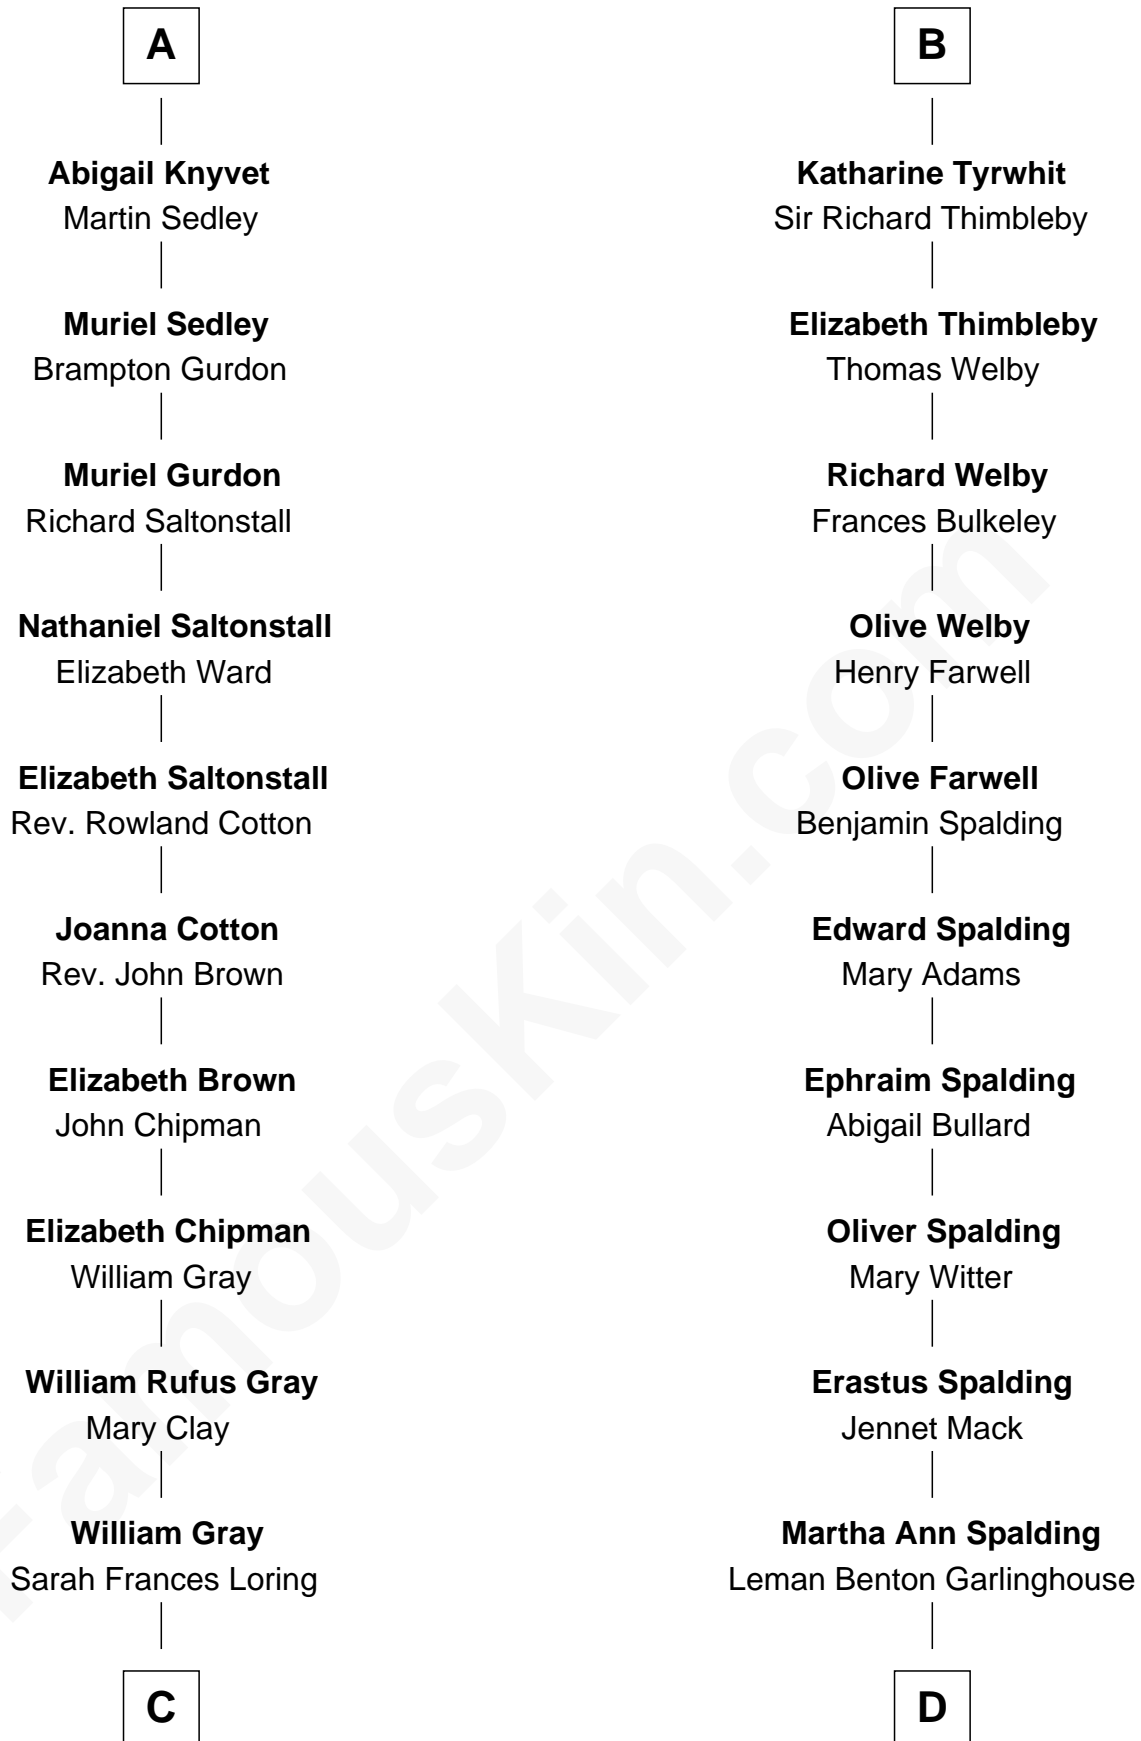 A
Abigail Knyvet
Martin Sedley
Muriel Sedley
Brampton Gurdon
Muriel Gurdon
Richard Saltonstall
Nathaniel Saltonstall
Elizabeth Ward
Elizabeth Saltonstall
Rev. Rowland Cotton
Joanna Cotton
Rev. John Brown
Elizabeth Brown
John Chipman
Elizabeth Chipman
William Gray
William Rufus Gray
Mary Clay
William Gray
Sarah Frances Loring
C
B
Katharine Tyrwhit
Sir Richard Thimbleby
Elizabeth Thimbleby
Thomas Welby
Richard Welby
Frances Bulkeley
Olive Welby
Henry Farwell
Olive Farwell
Benjamin Spalding
Edward Spalding
Mary Adams
Ephraim Spalding
Abigail Bullard
Oliver Spalding
Mary Witter
Erastus Spalding
Jennet Mack
Martha Ann Spalding
Leman Benton Garlinghouse
D
FamousKin.com